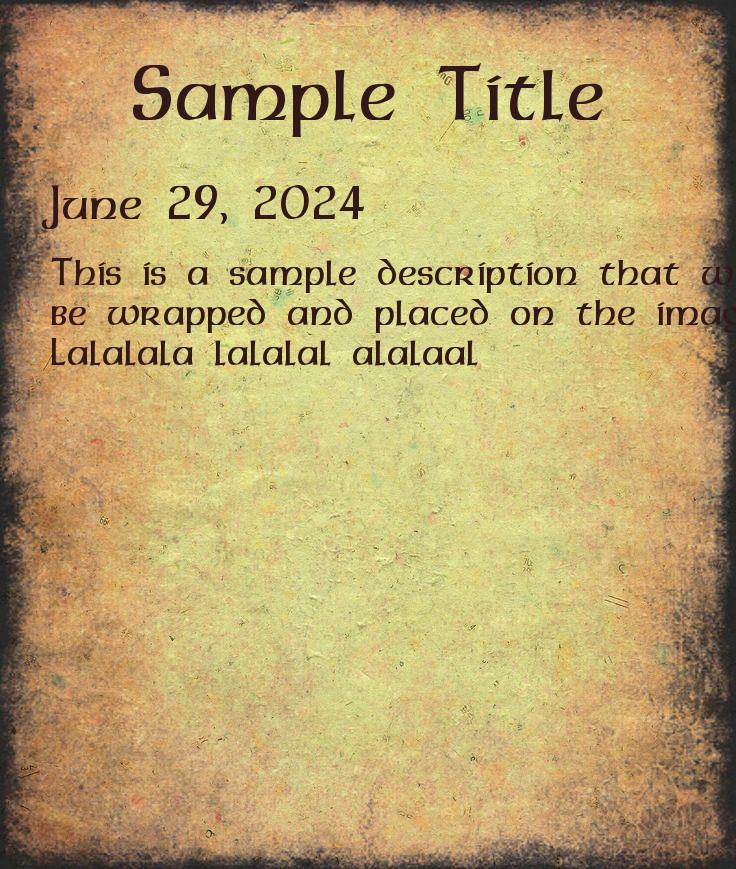 Sample Title
June 29, 2024
This is a sample description that w
be wrapped and placed on the imag
Lalalala lalalal alalaal